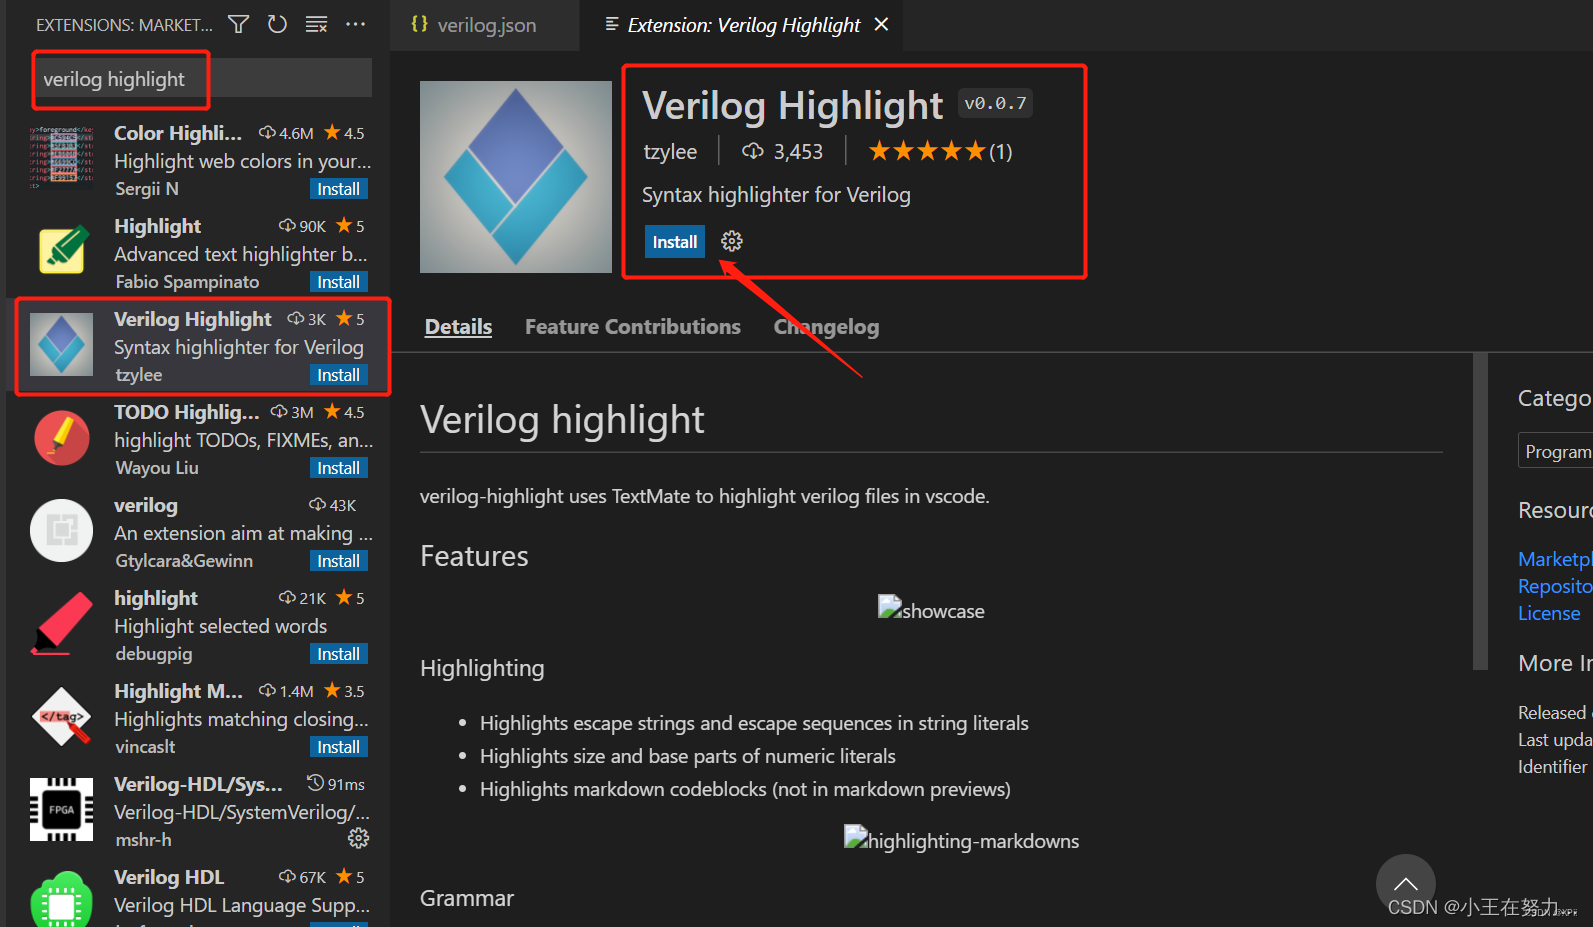 EXTENSIONS: MARKET...
verilog highlight
Color Highli... 4.6M 4.5
Highlight web colors in your...
Sergii N Install
Highlight 90K 5
Advanced text highlighter b...
Fabio Spampinato Install
Verilog Highlight 3K 5
Syntax highlighter for Verilog
tzylee Install
TODO Highlig... 3M 4.5
highlight TODOs, FIXMEs, an...
Wayou Liu Install
verilog 43K
An extension aim at making ...
Gtylcara&Gewinn Install
highlight 21K 5
Highlight selected words
debugpig Install
Highlight M... 1.4M 3.5
</tag>
Highlights matching closing...
vincaslt Install
Verilog-HDL/Sys... 91ms
FPGA
Verilog-HDL/SystemVerilog/...
mshr-h
Verilog HDL 67K 5
Verilog HDL Language Supp...
{} verilog.json
Extension: Verilog Highlight
Verilog Highlight v0.0.7
tzylee 3,453 (1)
Syntax highlighter for Verilog
Install
Details Feature Contributions Changelog
Verilog highlight
verilog-highlight uses TextMate to highlight verilog files in vscode.
Features
showcase
Highlighting
• Highlights escape strings and escape sequences in string literals
• Highlights size and base parts of numeric literals
• Highlights markdown codeblocks (not in markdown previews)
highlighting-markdowns
Grammar
Catego
Program
Resourc
Marketpl
Reposito
License
More In
Released
Last upda
Identifier
CSDN @小王在努力